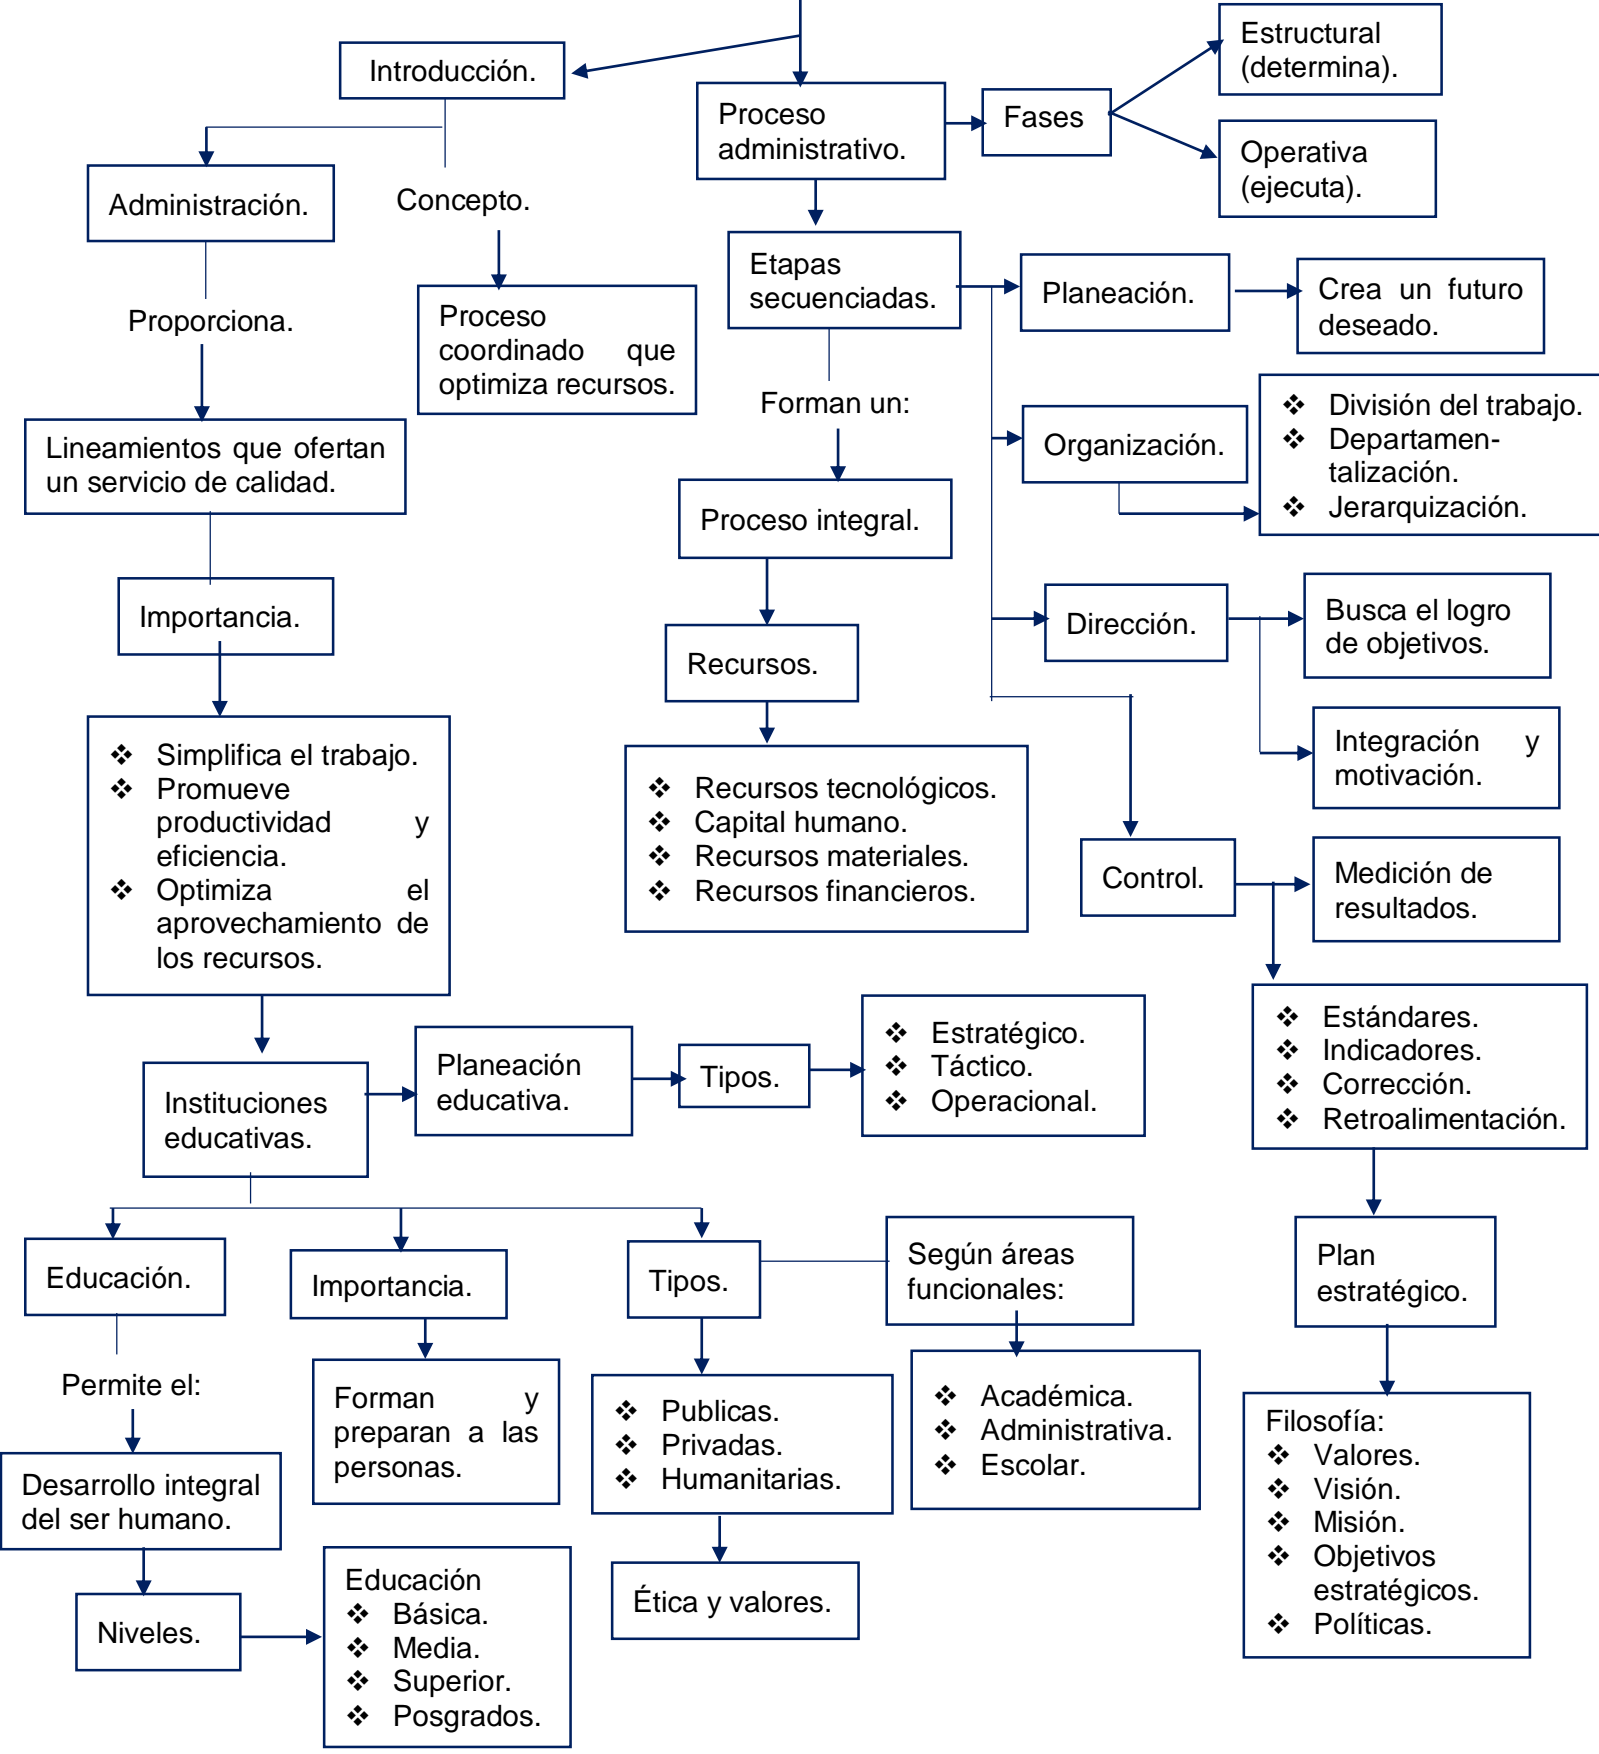 Introducción.
Administración.
Concepto.
Proporciona.
Proceso
coordinado que
optimiza recursos.
Lineamientos que ofertan
un servicio de calidad.
Importancia.
❖ Simplifica el trabajo.
❖ Promueve
productividad y
eficiencia.
❖ Optimiza el
aprovechamiento de
los recursos.
Proceso
administrativo.
Fases
Estructural
(determina).
Operativa
(ejecuta).
Etapas
secuenciadas.
Forman un:
Proceso integral.
Recursos.
❖ Recursos tecnológicos.
❖ Capital humano.
❖ Recursos materiales.
❖ Recursos financieros.
Planeación.
Crea un futuro
deseado.
Organización.
❖ División del trabajo.
❖ Departamen-
talización.
❖ Jerarquización.
Dirección.
Busca el logro
de objetivos.
Integración y
motivación.
Control.
Medición de
resultados.
❖ Estándares.
❖ Indicadores.
❖ Corrección.
❖ Retroalimentación.
Plan
estratégico.
Filosofía:
❖ Valores.
❖ Visión.
❖ Misión.
❖ Objetivos
estratégicos.
❖ Políticas.
Instituciones
educativas.
Planeación
educativa.
Tipos.
❖ Estratégico.
❖ Táctico.
❖ Operacional.
Educación.
Permite el:
Desarrollo integral
del ser humano.
Niveles.
Educación
❖ Básica.
❖ Media.
❖ Superior.
❖ Posgrados.
Importancia.
Forman y
preparan a las
personas.
Tipos.
❖ Publicas.
❖ Privadas.
❖ Humanitarias.
Ética y valores.
Según áreas
funcionales:
❖ Académica.
❖ Administrativa.
❖ Escolar.